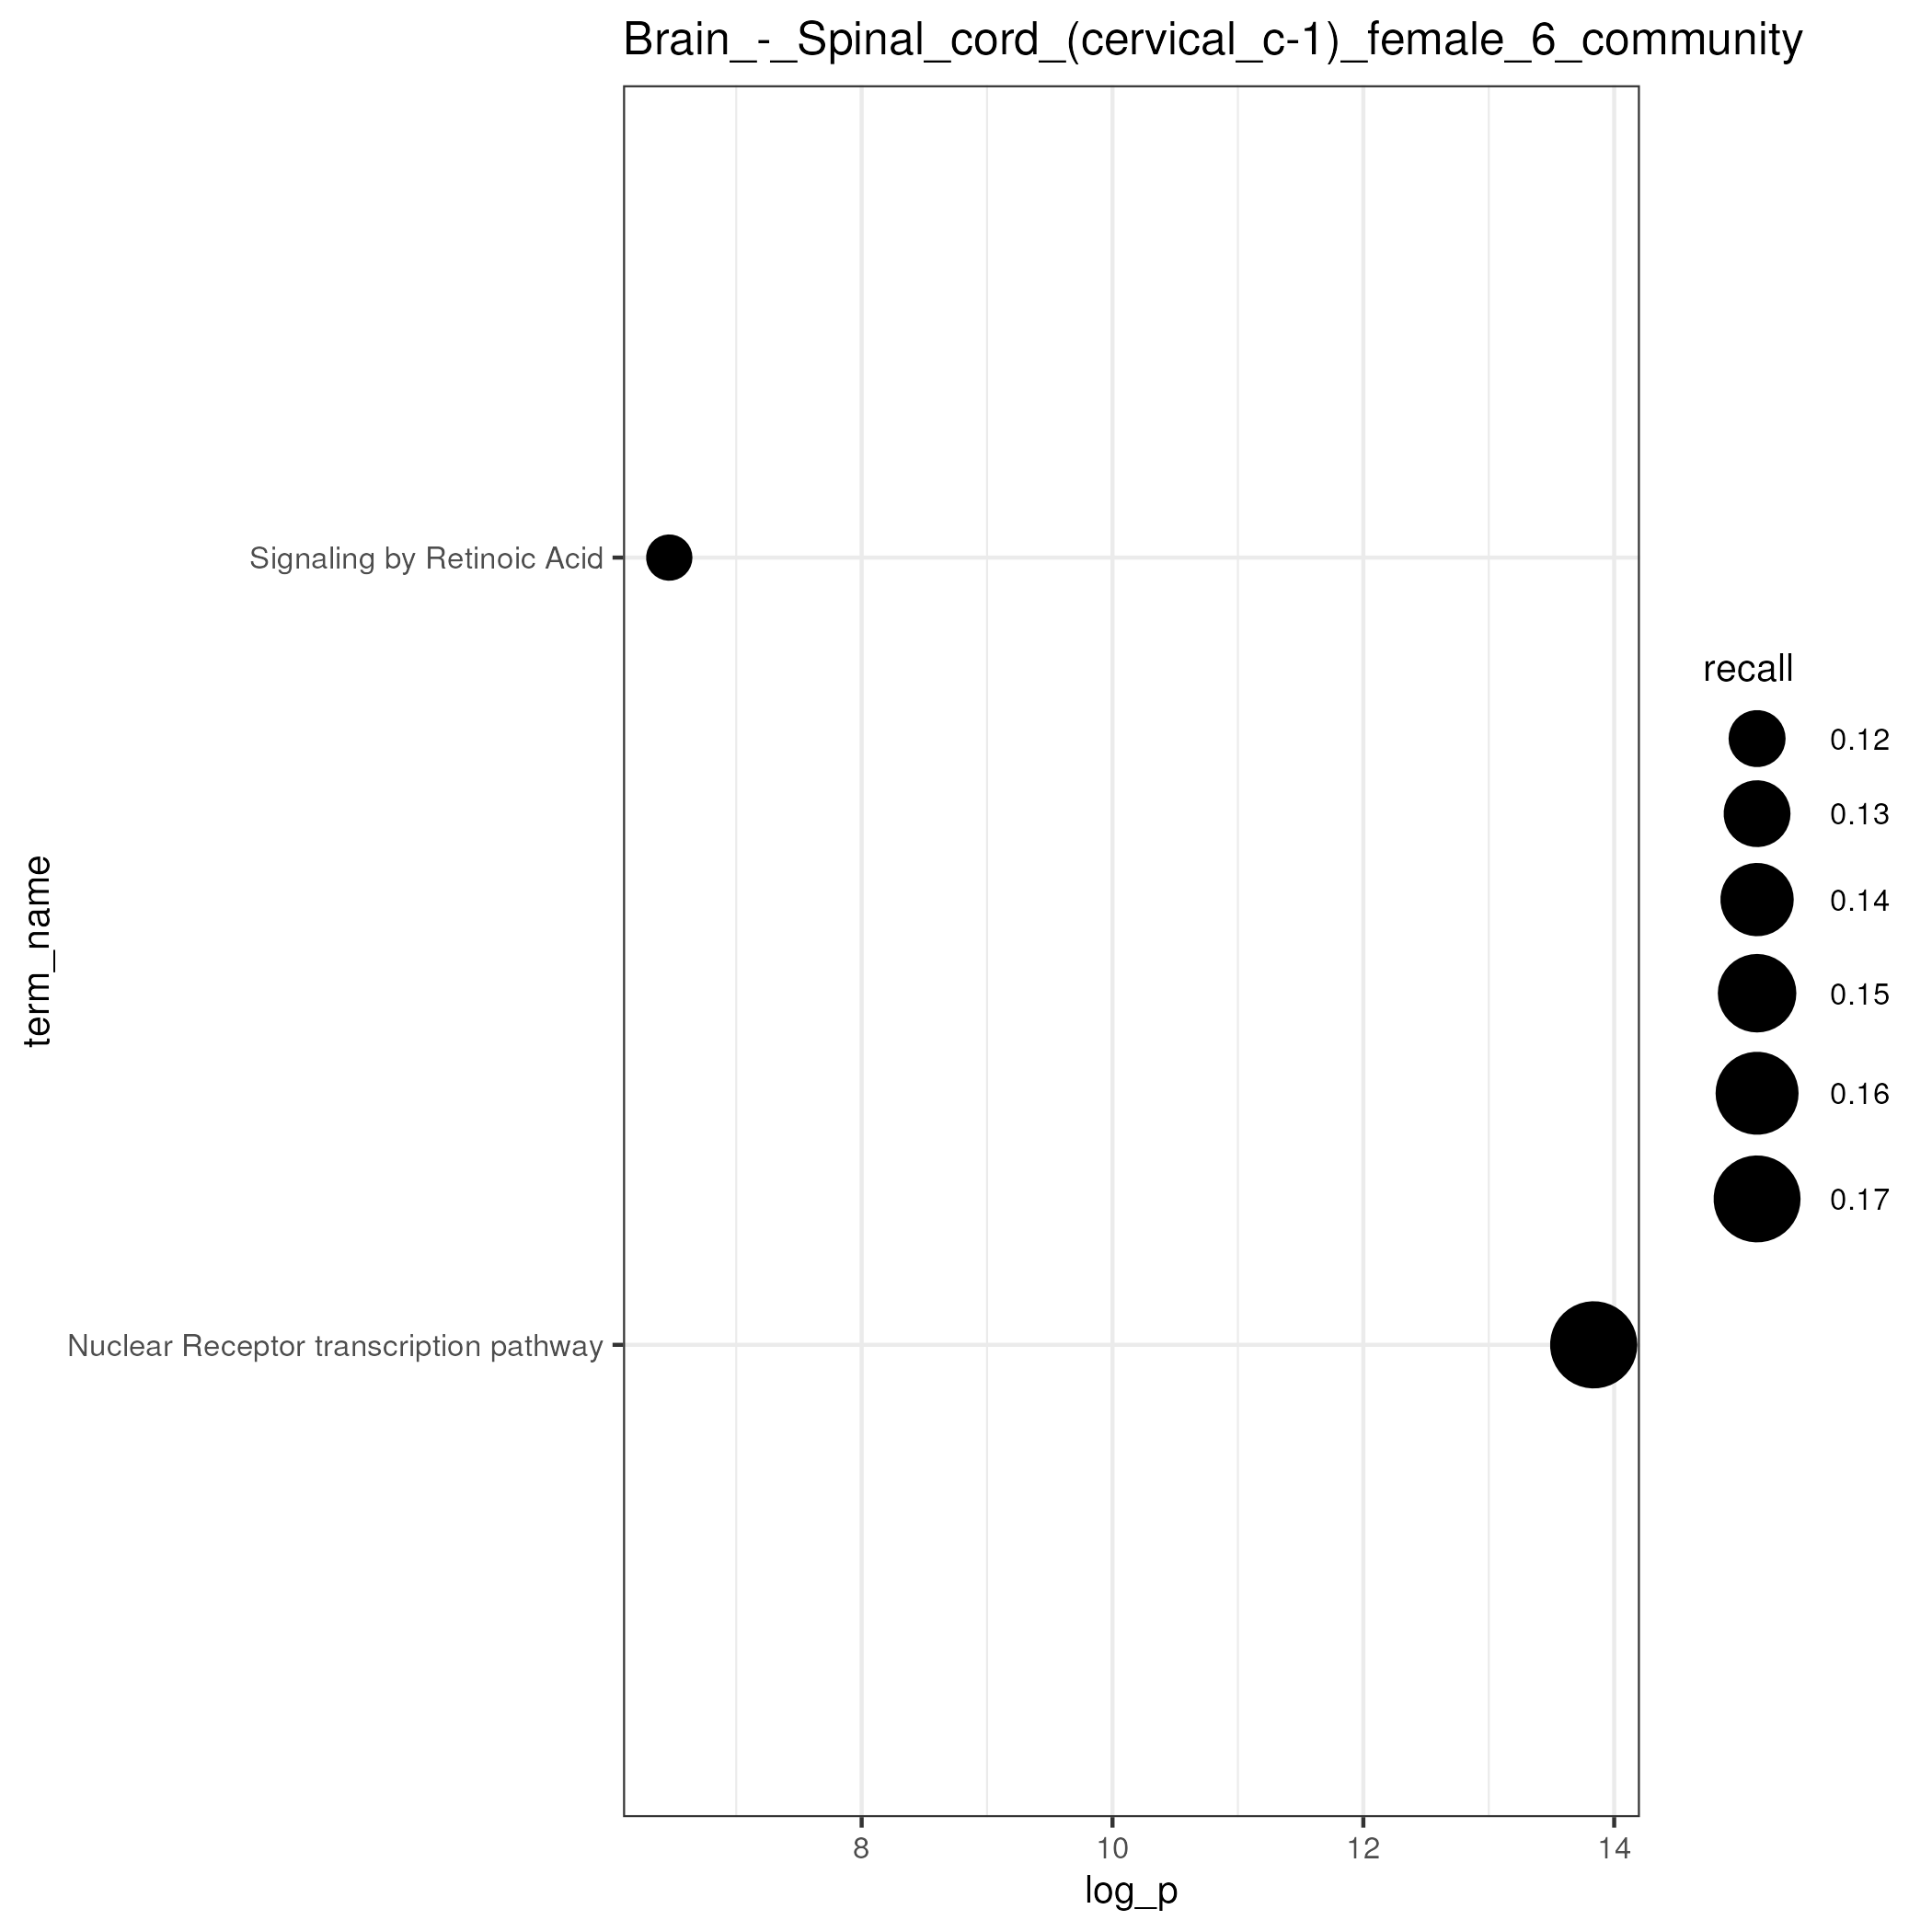 Brain_-_Spinal_cord_(cervical_c-1)_female_6_community
term_name
Signaling by Retinoic Acid
Nuclear Receptor transcription pathway
8 10 12 14
log_p
recall
0.12
0.13
0.14
0.15
0.16
0.17